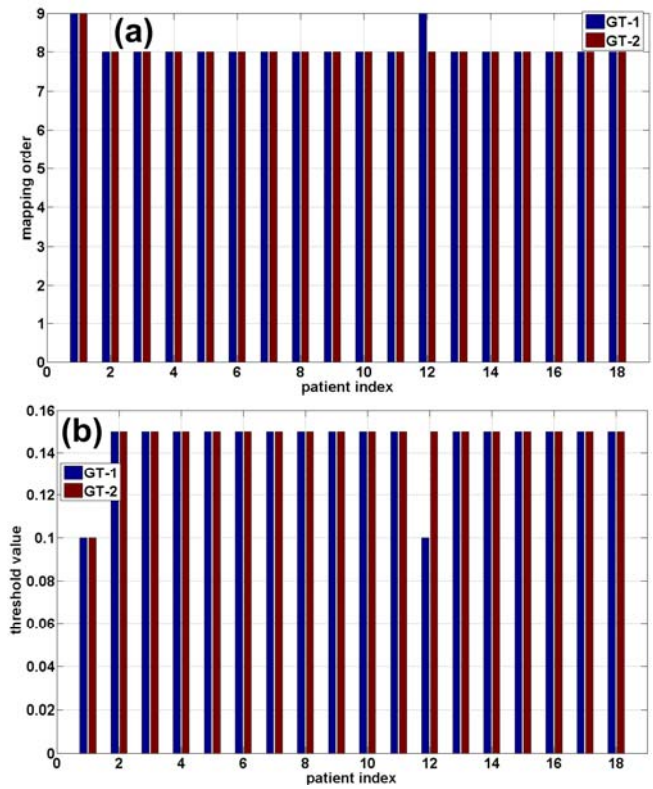 (a)
GT-1
GT-2
9
8
7
6
5
4
3
2
1
0
mapping order
0 2 4 6 8 10 12 14 16 18
patient index
(b)
GT-1
GT-2
0.16
0.14
0.12
0.1
0.08
0.06
0.04
0.02
0
threshold value
0 2 4 6 8 10 12 14 16 18
patient index